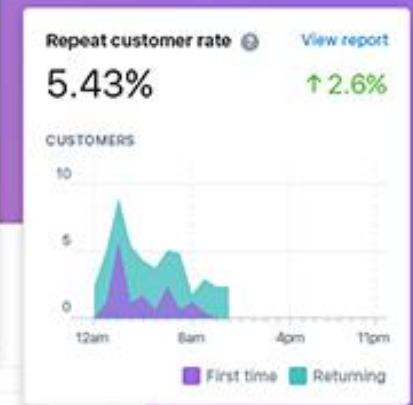 Repeat customer rate ? View report
5.43% ↑ 2.6%
CUSTOMERS
10
5
0
12am 8am 4pm 11pm
First time Returning